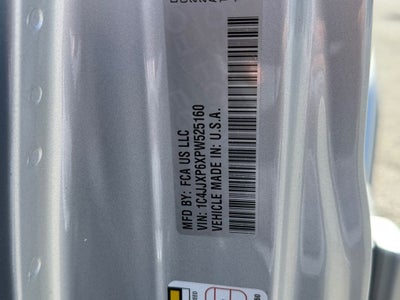 MFD BY: FCA US LLC
VIN: 1C4JJXP6XPW525160
VEHICLE MADE IN: U.S.A.